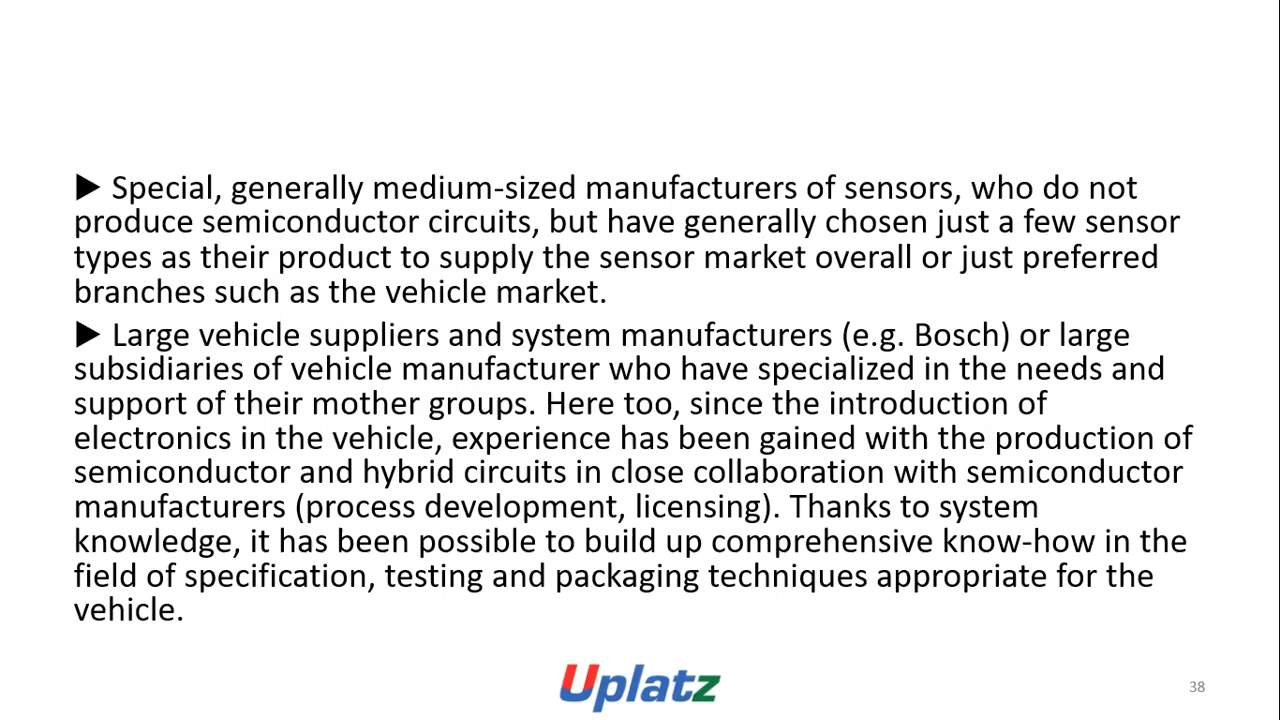 ▶ Special, generally medium-sized manufacturers of sensors, who do not
produce semiconductor circuits, but have generally chosen just a few sensor
types as their product to supply the sensor market overall or just preferred
branches such as the vehicle market.
▶ Large vehicle suppliers and system manufacturers (e.g. Bosch) or large
subsidiaries of vehicle manufacturer who have specialized in the needs and
support of their mother groups. Here too, since the introduction of
electronics in the vehicle, experience has been gained with the production of
semiconductor and hybrid circuits in close collaboration with semiconductor
manufacturers (process development, licensing). Thanks to system
knowledge, it has been possible to build up comprehensive know-how in the
field of specification, testing and packaging techniques appropriate for the
vehicle.
Uplatz
38